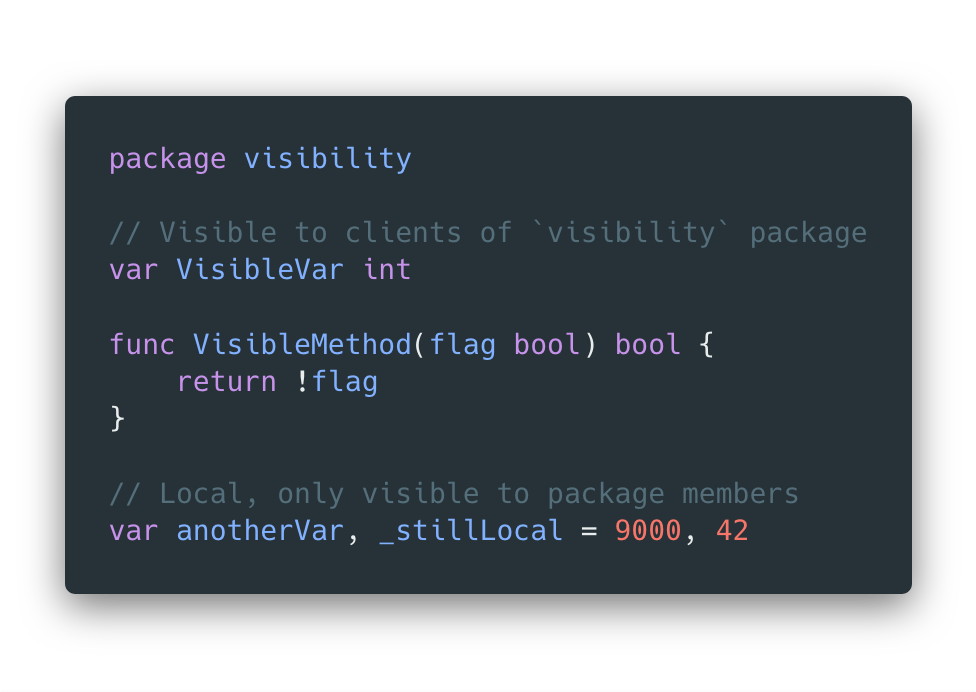 package visibility
// Visible to clients of `visibility` package
var VisibleVar int
func VisibleMethod(flag bool) bool {
    return !flag
}
// Local, only visible to package members
var anotherVar, _stillLocal = 9000, 42